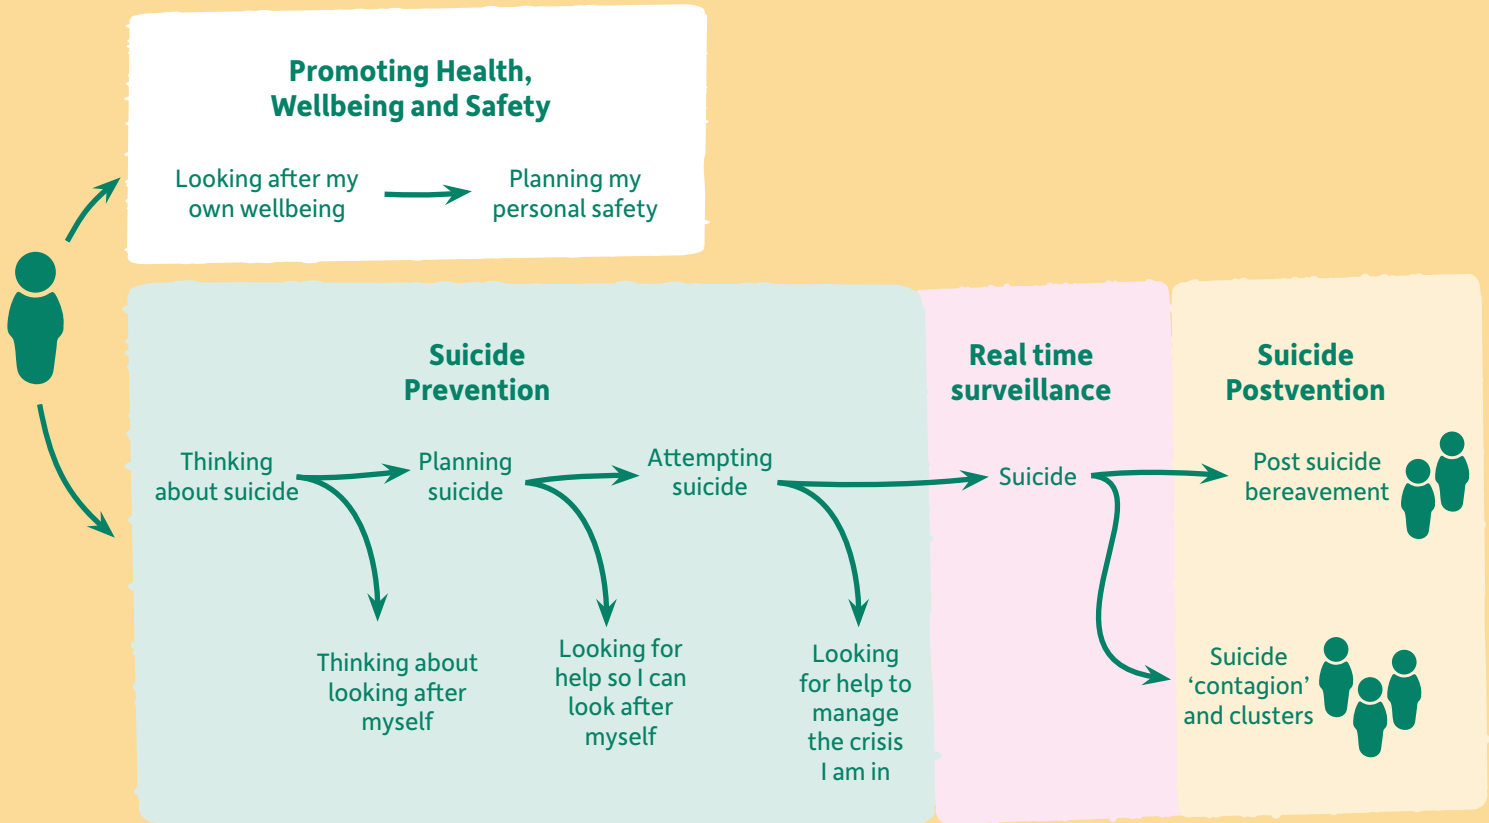 Promoting Health,
Wellbeing and Safety
Looking after my
own wellbeing
Planning my
personal safety
Suicide
Prevention
Thinking
about suicide
Planning
suicide
Attempting
suicide
Thinking about
looking after
myself
Looking for
help so I can
look after
myself
Looking
for help to
manage
the crisis
I am in
Real time
surveillance
Suicide
Suicide
Postvention
Post suicide
bereavement
Suicide
‘contagion’
and clusters